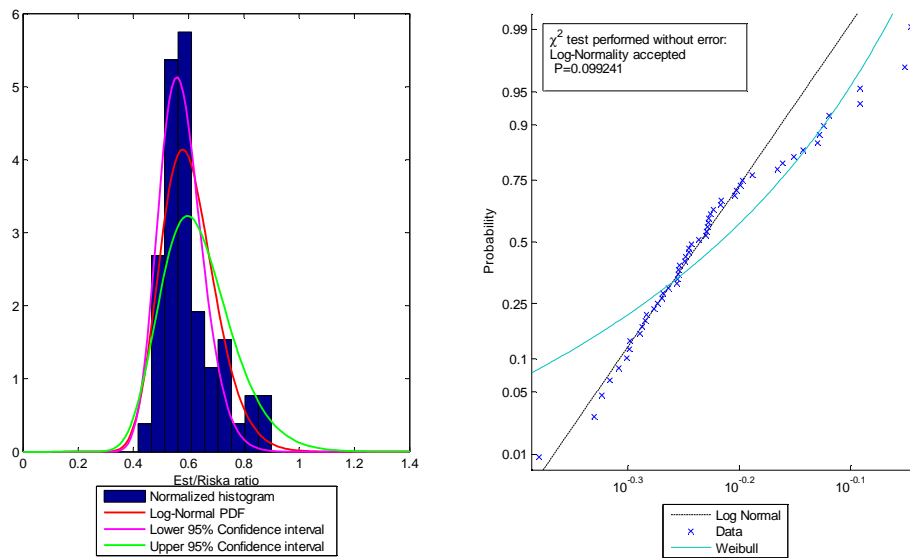 6
5
4
3
2
1
0
0
0.2
0.4
0.6
0.8
1
1.2
1.4
Est/Riska ratio
Normalized histogram
Log-Normal PDF
Lower 95% Confidence interval
Upper 95% Confidence interval
χ² test performed without error:
Log-Normality accepted
P=0.099241
Probability
0.99
0.95
0.9
0.75
0.5
0.25
0.1
0.05
0.01
10^-0.3
10^-0.2
10^-0.1
Log Normal
Data
Weibull